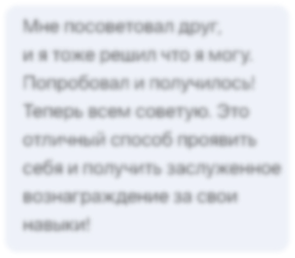 Мне посоветовал друг,
и я тоже решил что я могу.
Попробовал и получилось!
Теперь всем советую. Это
отличный способ проявить
себя и получить заслуженное
вознаграждение за свои
навыки!